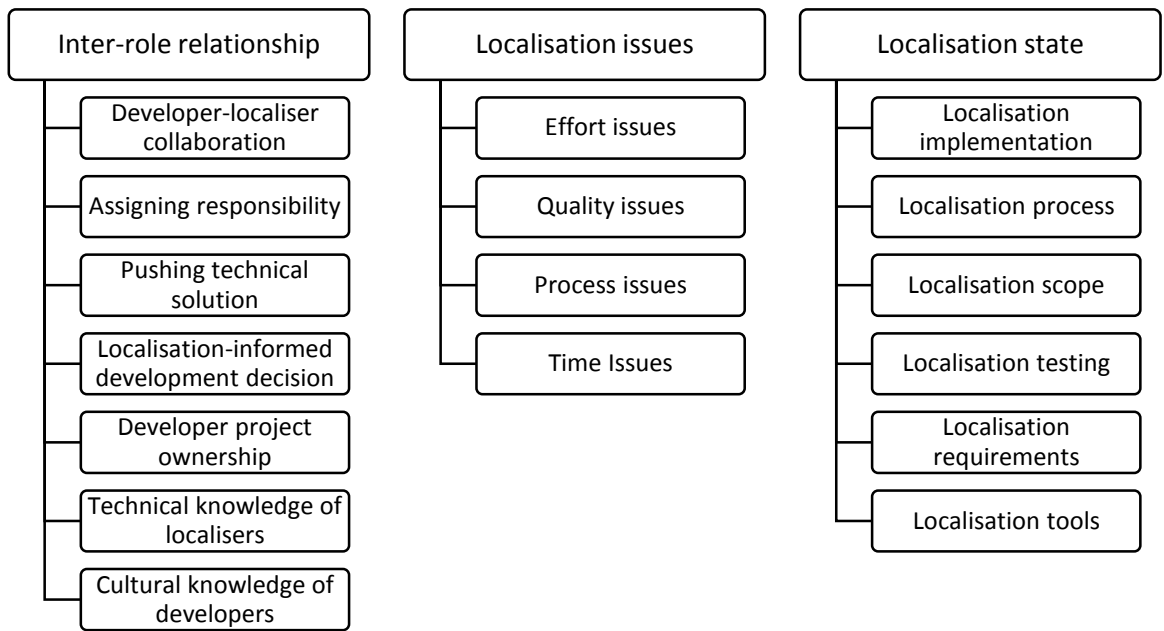 Inter-role relationship
Developer-localiser
collaboration
Assigning responsibility
Pushing technical
solution
Localisation-informed
development decision
Developer project
ownership
Technical knowledge of
localisers
Cultural knowledge of
developers
Localisation issues
Effort issues
Quality issues
Process issues
Time Issues
Localisation state
Localisation
implementation
Localisation process
Localisation scope
Localisation testing
Localisation
requirements
Localisation tools